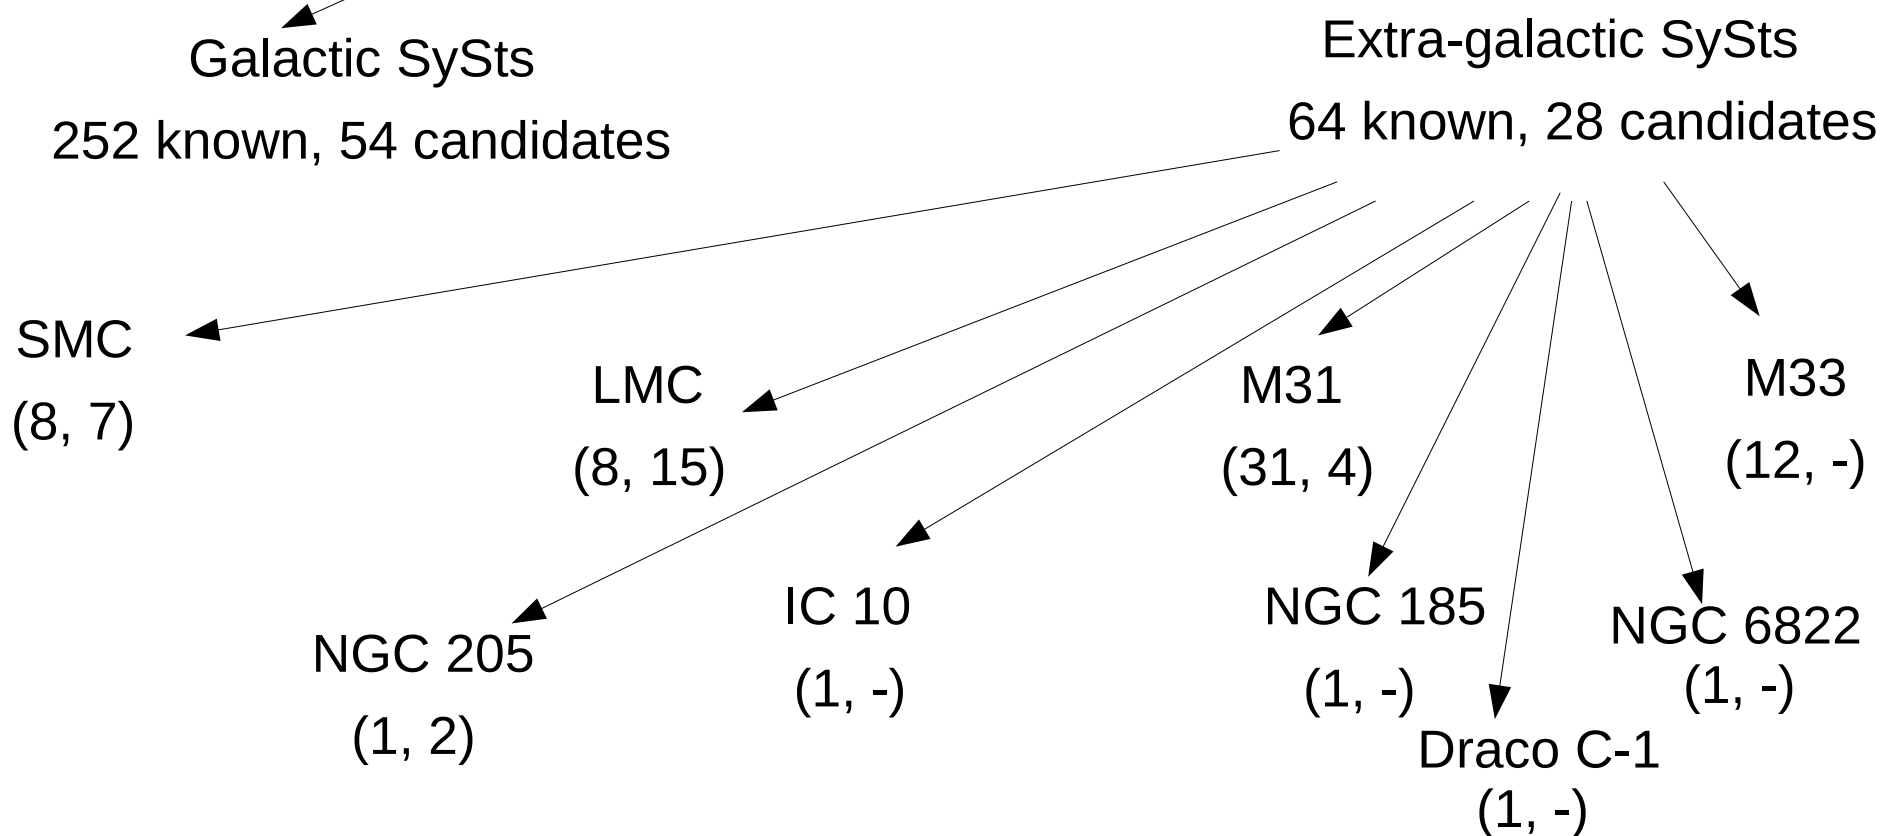 Galactic SySts
252 known, 54 candidates
Extra-galactic SySts
64 known, 28 candidates
SMC
(8, 7)
LMC
(8, 15)
M31
(31, 4)
M33
(12, -)
NGC 205
(1, 2)
IC 10
(1, -)
NGC 185
(1, -)
NGC 6822
(1, -)
Draco C-1
(1, -)